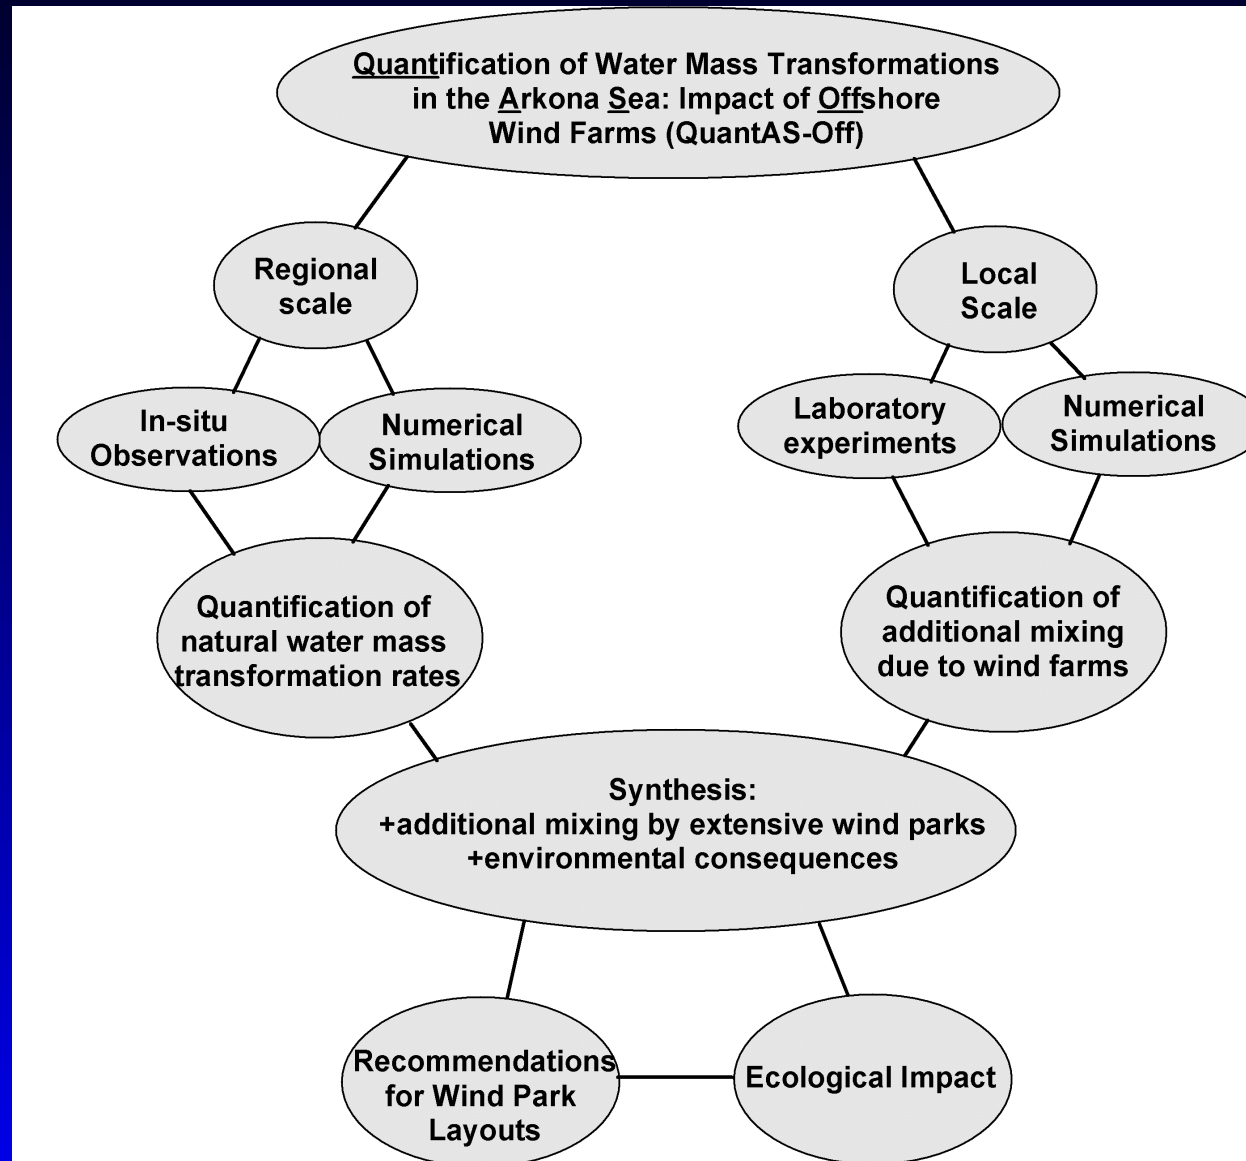 Quantification of Water Mass Transformations
in the Arkona Sea: Impact of Offshore
Wind Farms (QuantAS-Off)
Regional
scale
Local
Scale
In-situ
Observations
Numerical
Simulations
Laboratory
experiments
Numerical
Simulations
Quantification of
natural water mass
transformation rates
Quantification of
additional mixing
due to wind farms
Synthesis:
+additional mixing by extensive wind parks
+environmental consequences
Recommendations
for Wind Park
Layouts
Ecological Impact